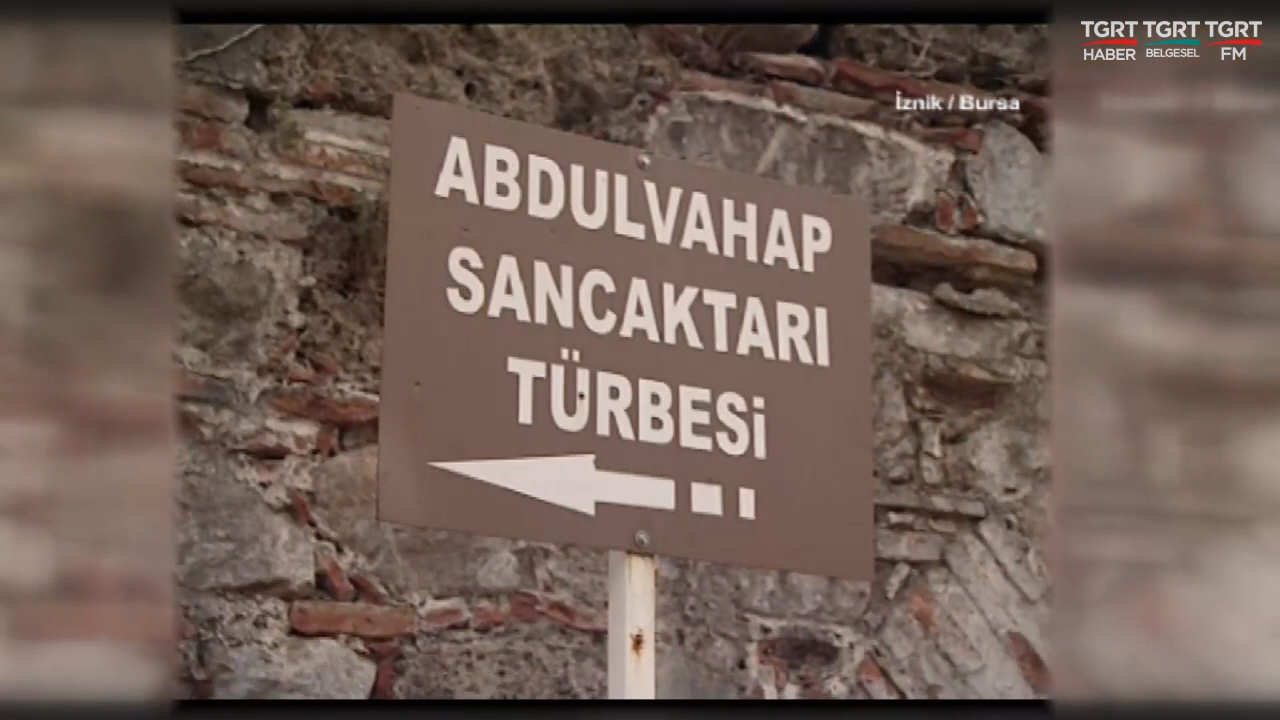 TGRT TGRT TGRT
HABER BELGESEL FM
İznik / Bursa
ABDULVAHAP
SANCAKTARI
TÜRBESİ